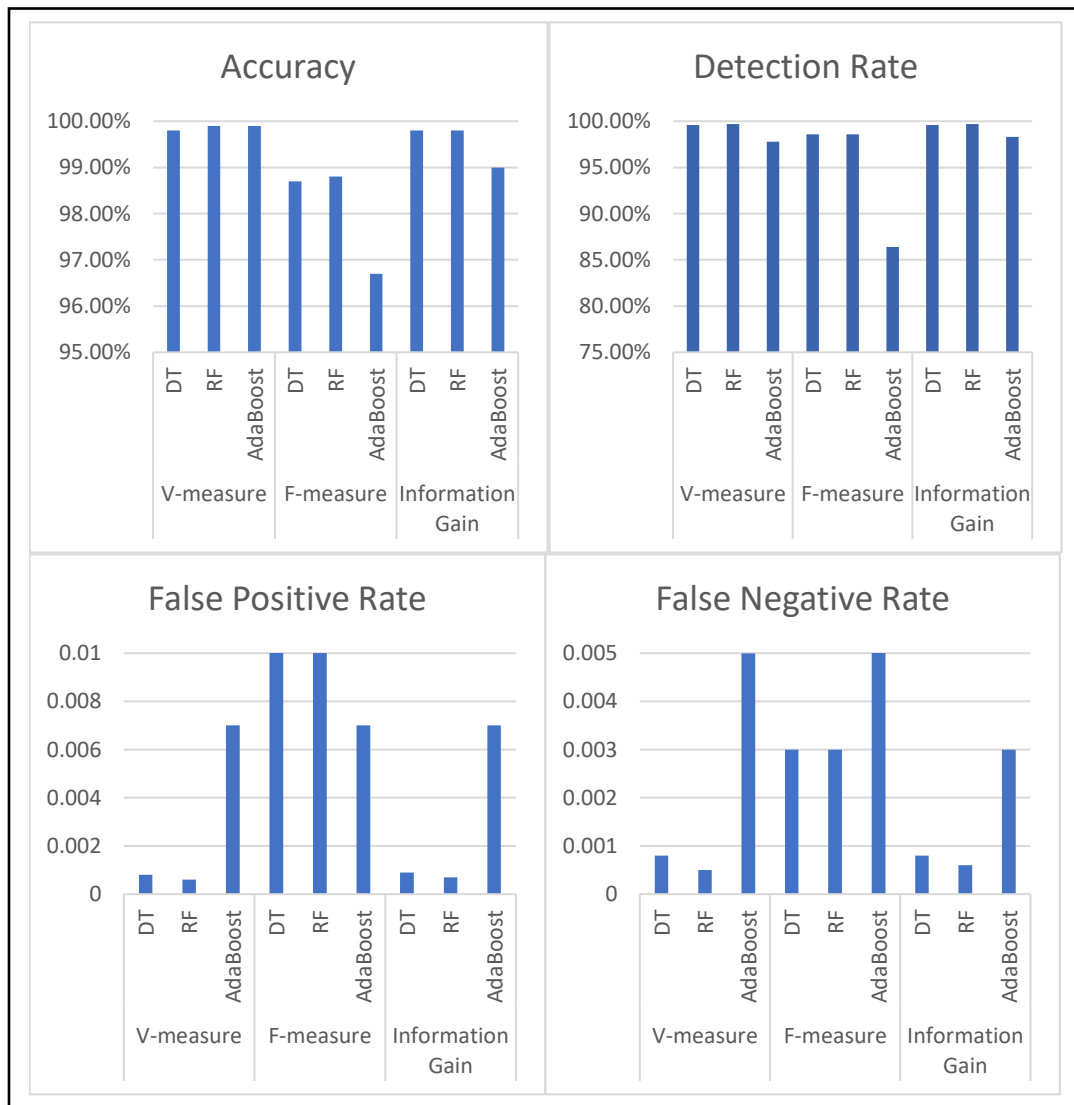 Accuracy
100.00%
99.00%
98.00%
97.00%
96.00%
95.00%
DT
RF
AdaBoost
DT
RF
AdaBoost
DT
RF
AdaBoost
V-measure
F-measure
Information
Gain
Detection Rate
100.00%
95.00%
90.00%
85.00%
80.00%
75.00%
DT
RF
AdaBoost
DT
RF
AdaBoost
DT
RF
AdaBoost
V-measure
F-measure
Information
Gain
False Positive Rate
0.01
0.008
0.006
0.004
0.002
0
DT
RF
AdaBoost
DT
RF
AdaBoost
DT
RF
AdaBoost
V-measure
F-measure
Information
Gain
False Negative Rate
0.005
0.004
0.003
0.002
0.001
0
DT
RF
AdaBoost
DT
RF
AdaBoost
DT
RF
AdaBoost
V-measure
F-measure
Information
Gain